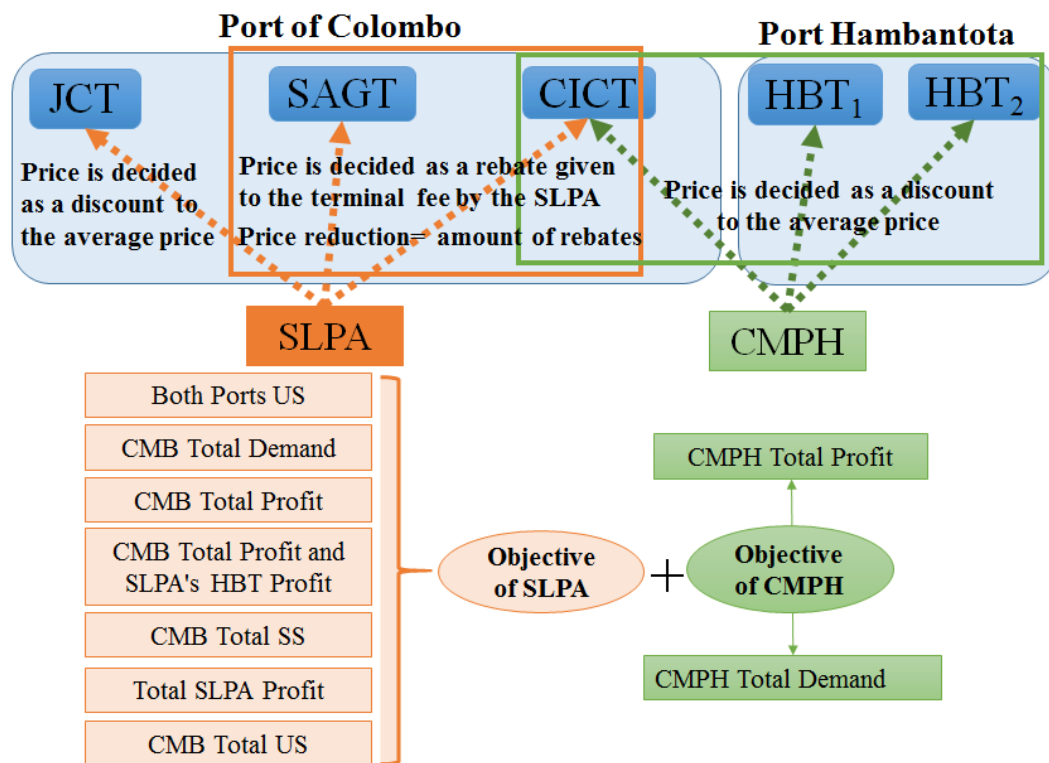 Port of Colombo
Port Hambantota
JCT
SAGT
CICT
HBT1
HBT2
Price is decided
as a discount to
the average price
Price is decided as a rebate given
to the terminal fee by the SLPA
Price reduction= amount of rebates
Price is decided as a discount
to the average price
SLPA
CMPH
Both Ports US
CMB Total Demand
CMB Total Profit
CMB Total Profit and
SLPA's HBT Profit
CMB Total SS
Total SLPA Profit
CMB Total US
Objective
of SLPA
+
Objective
of CMPH
CMPH Total Profit
CMPH Total Demand